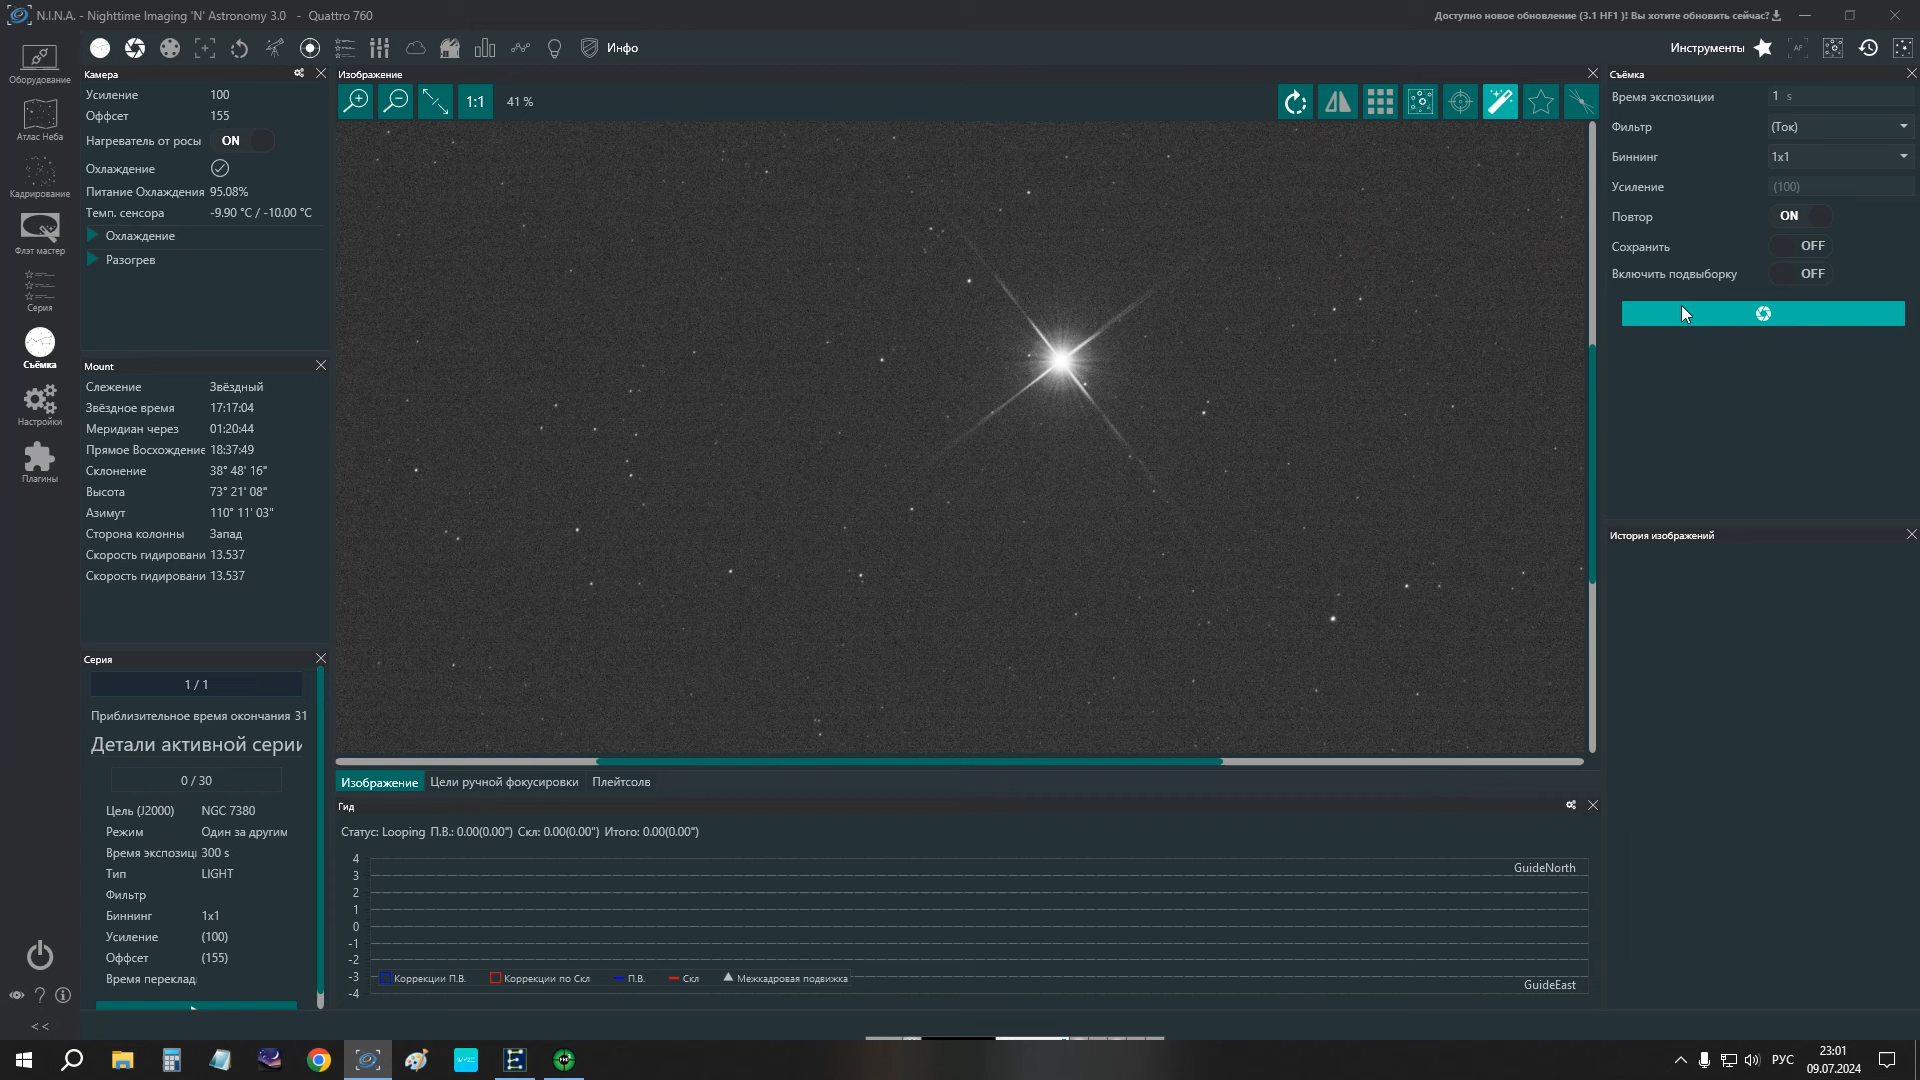 N.I.N.A. - Nighttime Imaging 'N' Astronomy 3.0 - Quattro 760
Доступно новое обновление (3.1 HF1 )! Вы хотите обновить сейчас?
Инфо
Инструменты
AF
Оборудование
Атлас Неба
Кадрирование
Флэт мастер
Серия
Съёмка
Настройки
Плагины
<<
Камера
Усиление 100
Оффсет 155
Нагреватель от росы ON
Охлаждение
Питание Охлаждения 95.08%
Темп. сенсора -9.90 °C / -10.00 °C
Охлаждение
Разогрев
Mount
Слежение Звёздный
Звёздное время 17:17:04
Меридиан через 01:20:44
Прямое Восхождение 18:37:49
Склонение 38° 48' 16"
Высота 73° 21' 08"
Азимут 110° 11' 03"
Сторона колонны Запад
Скорость гидировани 13.537
Скорость гидировани 13.537
Серия
1 / 1
Приблизительное время окончания 31
Детали активной серии
0 / 30
Цель (J2000) NGC 7380
Режим Один за другим
Время экспозиц 300 s
Тип LIGHT
Фильтр
Биннинг 1x1
Усиление (100)
Оффсет (155)
Время переклад
Изображение
1:1
41 %
Изображение Цели ручной фокусировки Плейтсолв
Гид
Статус: Looping П.В.: 0.00(0.00") Скл: 0.00(0.00") Итого: 0.00(0.00")
4
3
2
1
0
-1
-2
-3
-4
GuideNorth
GuideEast
Коррекции П.В. Коррекции по Скл П.В. Скл Межкадровая подвижка
Съёмка
Время экспозиции 1 s
Фильтр (Ток)
Биннинг 1x1
Усиление (100)
Повтор ON
Сохранить OFF
Включить подвыборку OFF
История изображений
РУС
23:01
09.07.2024